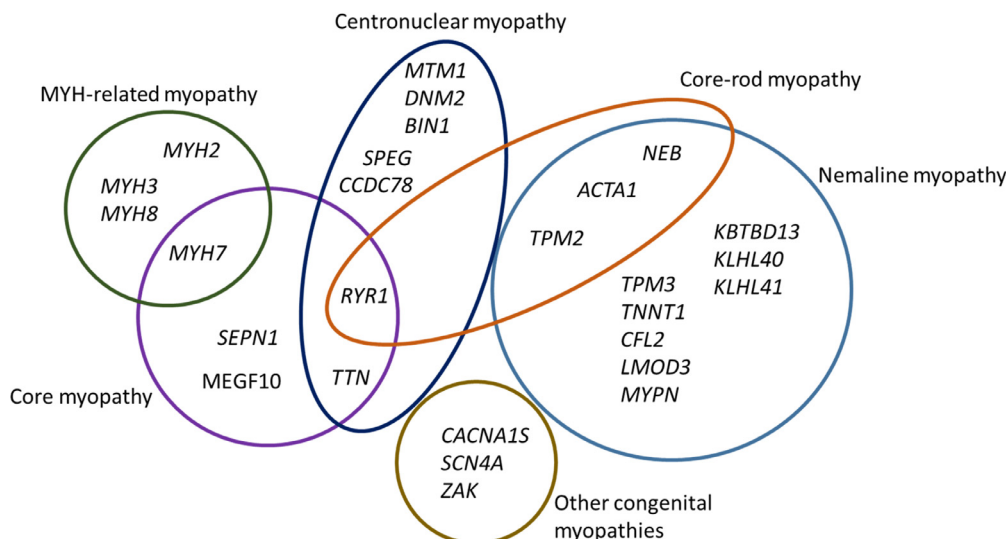 Centronuclear myopathy
MTM1
DNM2
BIN1
SPEG
CCDC78
MYH-related myopathy
MYH2
MYH3
MYH8
MYH7
Core-rod myopathy
NEB
ACTA1
TPM2
Nemaline myopathy
KBTBD13
KLHL40
KLHL41
TPM3
TNNT1
CFL2
LMOD3
MYPN
RYR1
SEPN1
MEGF10
TTN
Core myopathy
CACNA1S
SCN4A
ZAK
Other congenital
myopathies